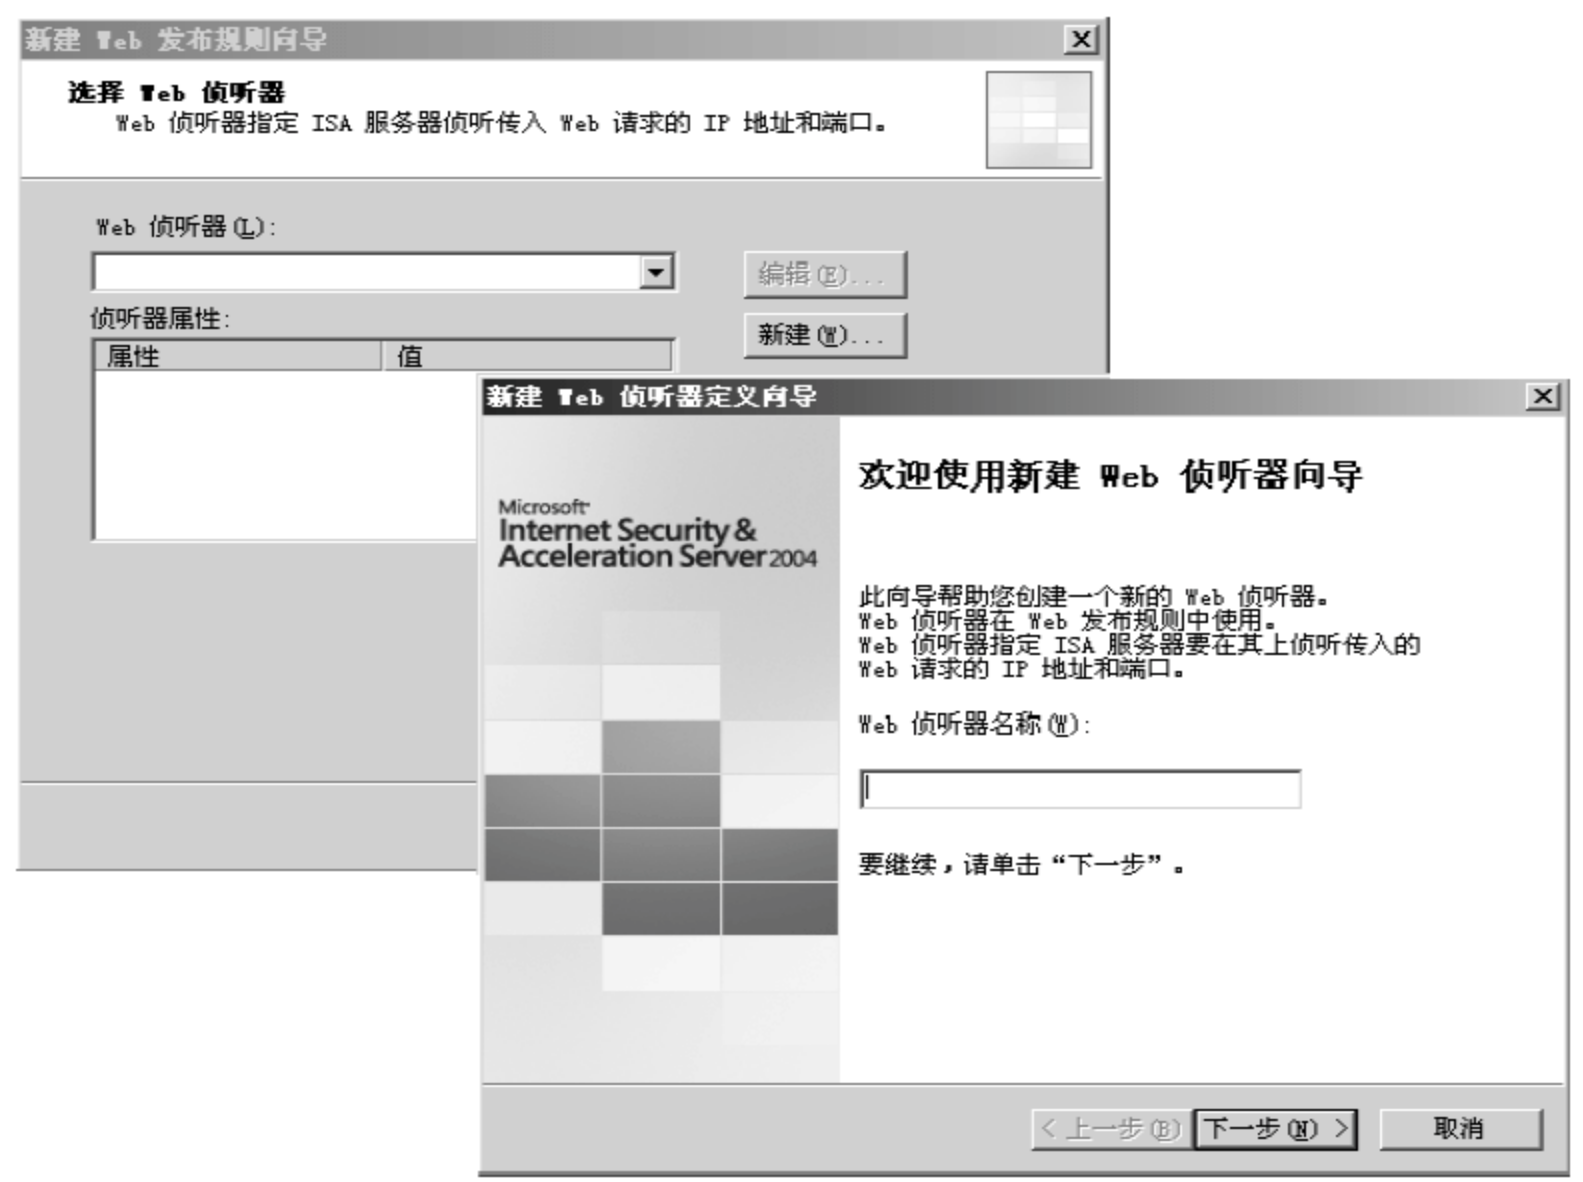 新建 Web 发布规则向导
选择 Web 侦听器
Web 侦听器指定 ISA 服务器侦听传入 Web 请求的 IP 地址和端口。
Web 侦听器(L):
编辑(E)...
侦听器属性:
新建(W)...
属性 值
新建 Web 侦听器定义向导
欢迎使用新建 Web 侦听器向导
Microsoft
Internet Security &
Acceleration Server 2004
此向导帮助您创建一个新的 Web 侦听器。
Web 侦听器在 Web 发布规则中使用。
Web 侦听器指定 ISA 服务器要在其上侦听传入的
Web 请求的 IP 地址和端口。
Web 侦听器名称(W):
要继续，请单击“下一步”。
< 上一步(B) 下一步(N) > 取消